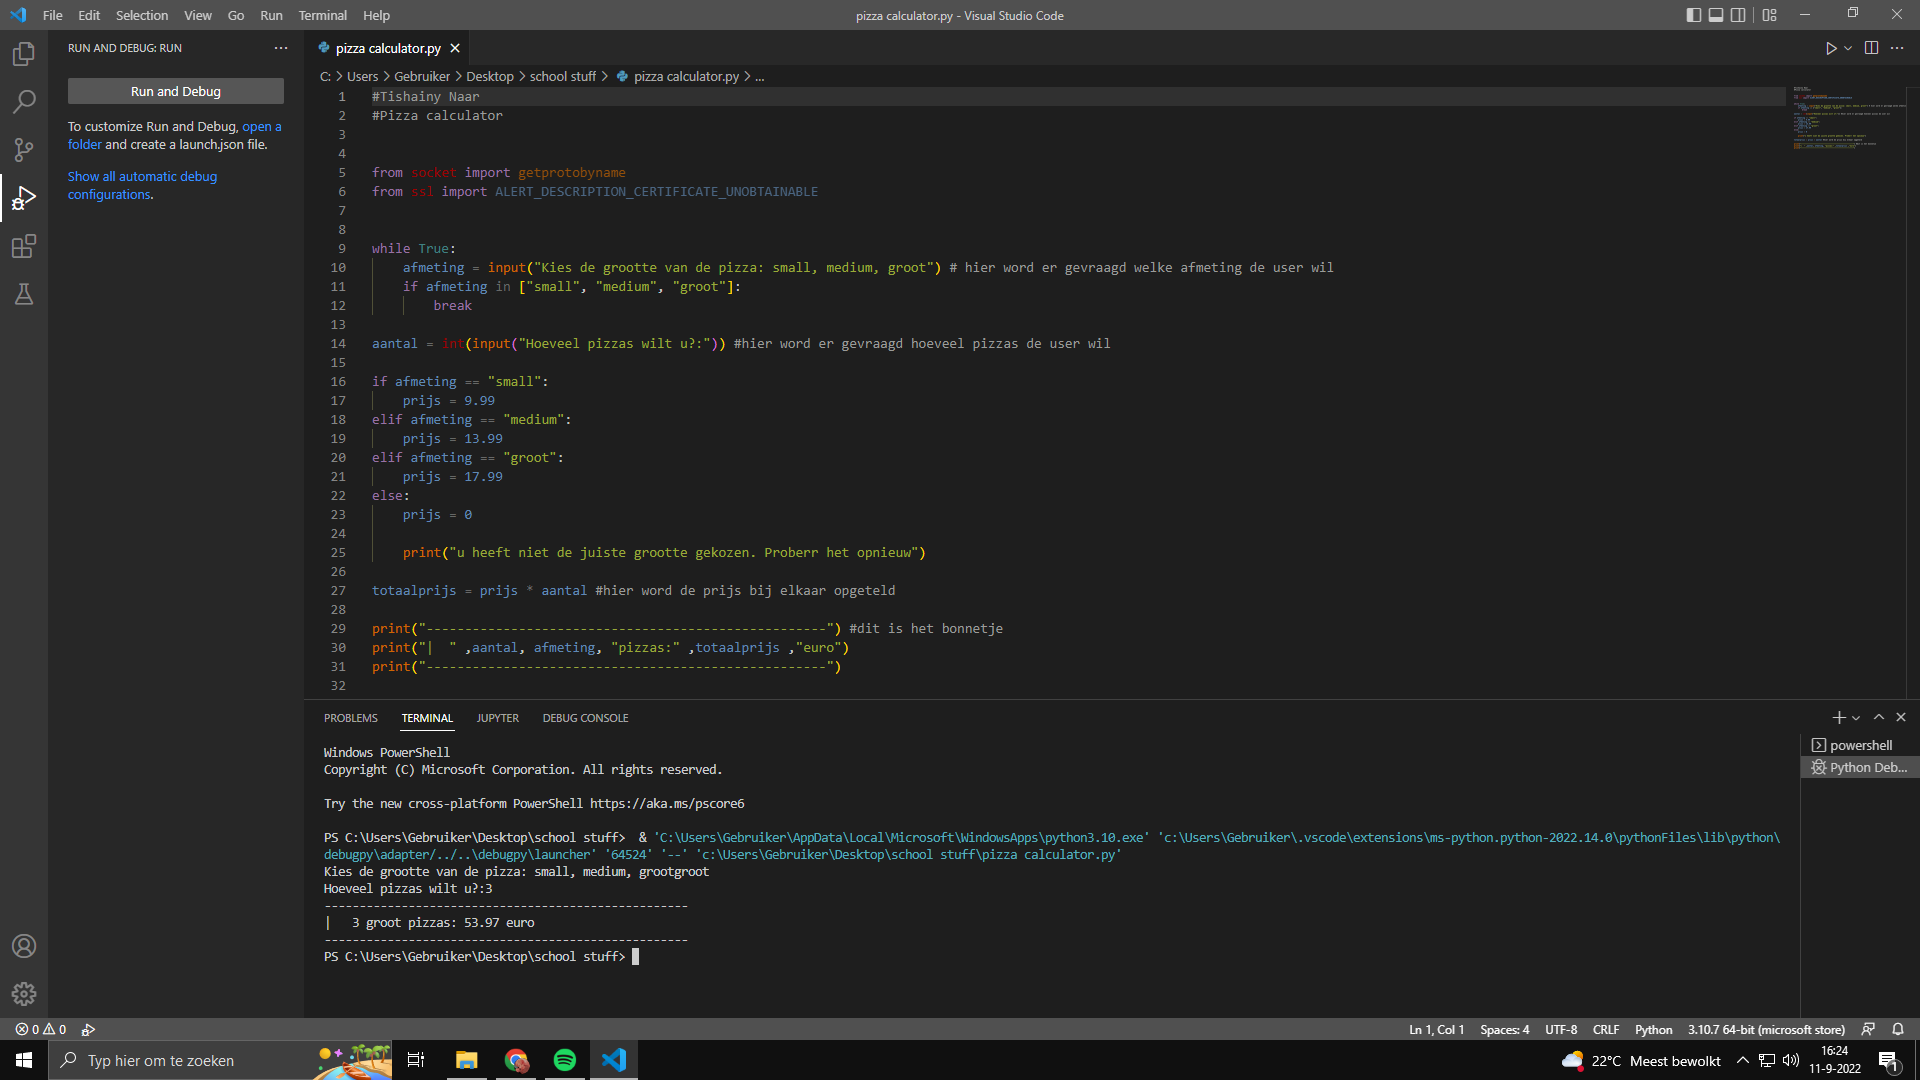 File Edit Selection View Go Run Terminal Help
pizza calculator.py - Visual Studio Code
RUN AND DEBUG: RUN
Run and Debug
To customize Run and Debug, open a
folder and create a launch.json file.
Show all automatic debug
configurations.
pizza calculator.py
C: > Users > Gebruiker > Desktop > school stuff > pizza calculator.py > ...
1 #Tishainy Naar
2 #Pizza calculator
3
4
5 from socket import getprotobyname
6 from ssl import ALERT_DESCRIPTION_CERTIFICATE_UNOBTAINABLE
7
8
9 while True:
10 afmeting = input("Kies de grootte van de pizza: small, medium, groot") # hier word er gevraagd welke afmeting de user wil
11 if afmeting in ["small", "medium", "groot"]:
12 break
13
14 aantal = int(input("Hoeveel pizzas wilt u?:")) #hier word er gevraagd hoeveel pizzas de user wil
15
16 if afmeting == "small":
17 prijs = 9.99
18 elif afmeting == "medium":
19 prijs = 13.99
20 elif afmeting == "groot":
21 prijs = 17.99
22 else:
23 prijs = 0
24
25 print("u heeft niet de juiste grootte gekozen. Proberr het opnieuw")
26
27 totaalprijs = prijs * aantal #hier word de prijs bij elkaar opgeteld
28
29 print("----------------------------------------------------") #dit is het bonnetje
30 print("|  " ,aantal, afmeting, "pizzas:" ,totaalprijs ,"euro")
31 print("----------------------------------------------------")
32
PROBLEMS TERMINAL JUPYTER DEBUG CONSOLE
powershell
Python Deb...
Windows PowerShell
Copyright (C) Microsoft Corporation. All rights reserved.
Try the new cross-platform PowerShell https://aka.ms/pscore6
PS C:\Users\Gebruiker\Desktop\school stuff>  & 'C:\Users\Gebruiker\AppData\Local\Microsoft\WindowsApps\python3.10.exe' 'c:\Users\Gebruiker\.vscode\extensions\ms-python.python-2022.14.0\pythonFiles\lib\python\
debugpy\adapter/../..\debugpy\launcher' '64524' '--' 'c:\Users\Gebruiker\Desktop\school stuff\pizza calculator.py'
Kies de grootte van de pizza: small, medium, grootgroot
Hoeveel pizzas wilt u?:3
----------------------------------------------------
|   3 groot pizzas: 53.97 euro
----------------------------------------------------
PS C:\Users\Gebruiker\Desktop\school stuff>
0 0
Ln 1, Col 1 Spaces: 4 UTF-8 CRLF Python 3.10.7 64-bit (microsoft store)
Typ hier om te zoeken
22°C Meest bewolkt
16:24
11-9-2022
1